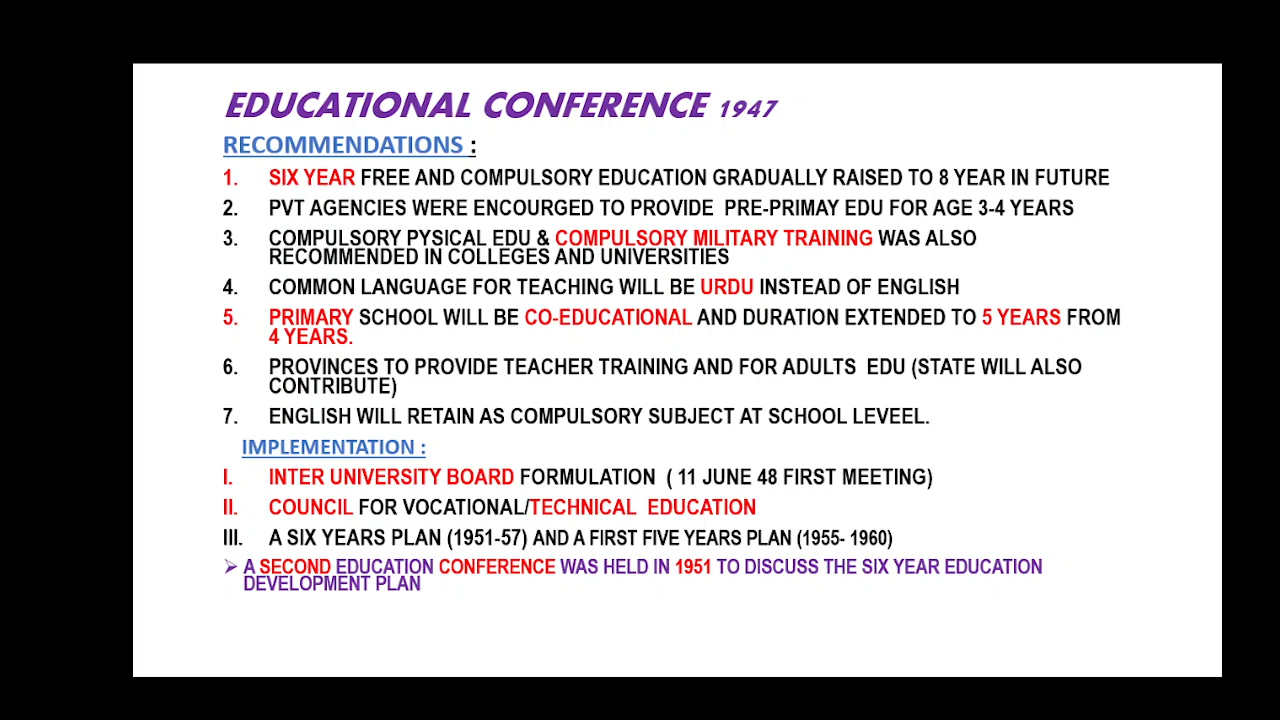 EDUCATIONAL CONFERENCE 1947
RECOMMENDATIONS :
1. SIX YEAR FREE AND COMPULSORY EDUCATION GRADUALLY RAISED TO 8 YEAR IN FUTURE
2. PVT AGENCIES WERE ENCOURGED TO PROVIDE PRE-PRIMAY EDU FOR AGE 3-4 YEARS
3. COMPULSORY PYSICAL EDU & COMPULSORY MILITARY TRAINING WAS ALSO
RECOMMENDED IN COLLEGES AND UNIVERSITIES
4. COMMON LANGUAGE FOR TEACHING WILL BE URDU INSTEAD OF ENGLISH
5. PRIMARY SCHOOL WILL BE CO-EDUCATIONAL AND DURATION EXTENDED TO 5 YEARS FROM
4 YEARS.
6. PROVINCES TO PROVIDE TEACHER TRAINING AND FOR ADULTS EDU (STATE WILL ALSO
CONTRIBUTE)
7. ENGLISH WILL RETAIN AS COMPULSORY SUBJECT AT SCHOOL LEVEEL.
IMPLEMENTATION :
I. INTER UNIVERSITY BOARD FORMULATION ( 11 JUNE 48 FIRST MEETING)
II. COUNCIL FOR VOCATIONAL/TECHNICAL EDUCATION
III. A SIX YEARS PLAN (1951-57) AND A FIRST FIVE YEARS PLAN (1955- 1960)
➢ A SECOND EDUCATION CONFERENCE WAS HELD IN 1951 TO DISCUSS THE SIX YEAR EDUCATION
DEVELOPMENT PLAN